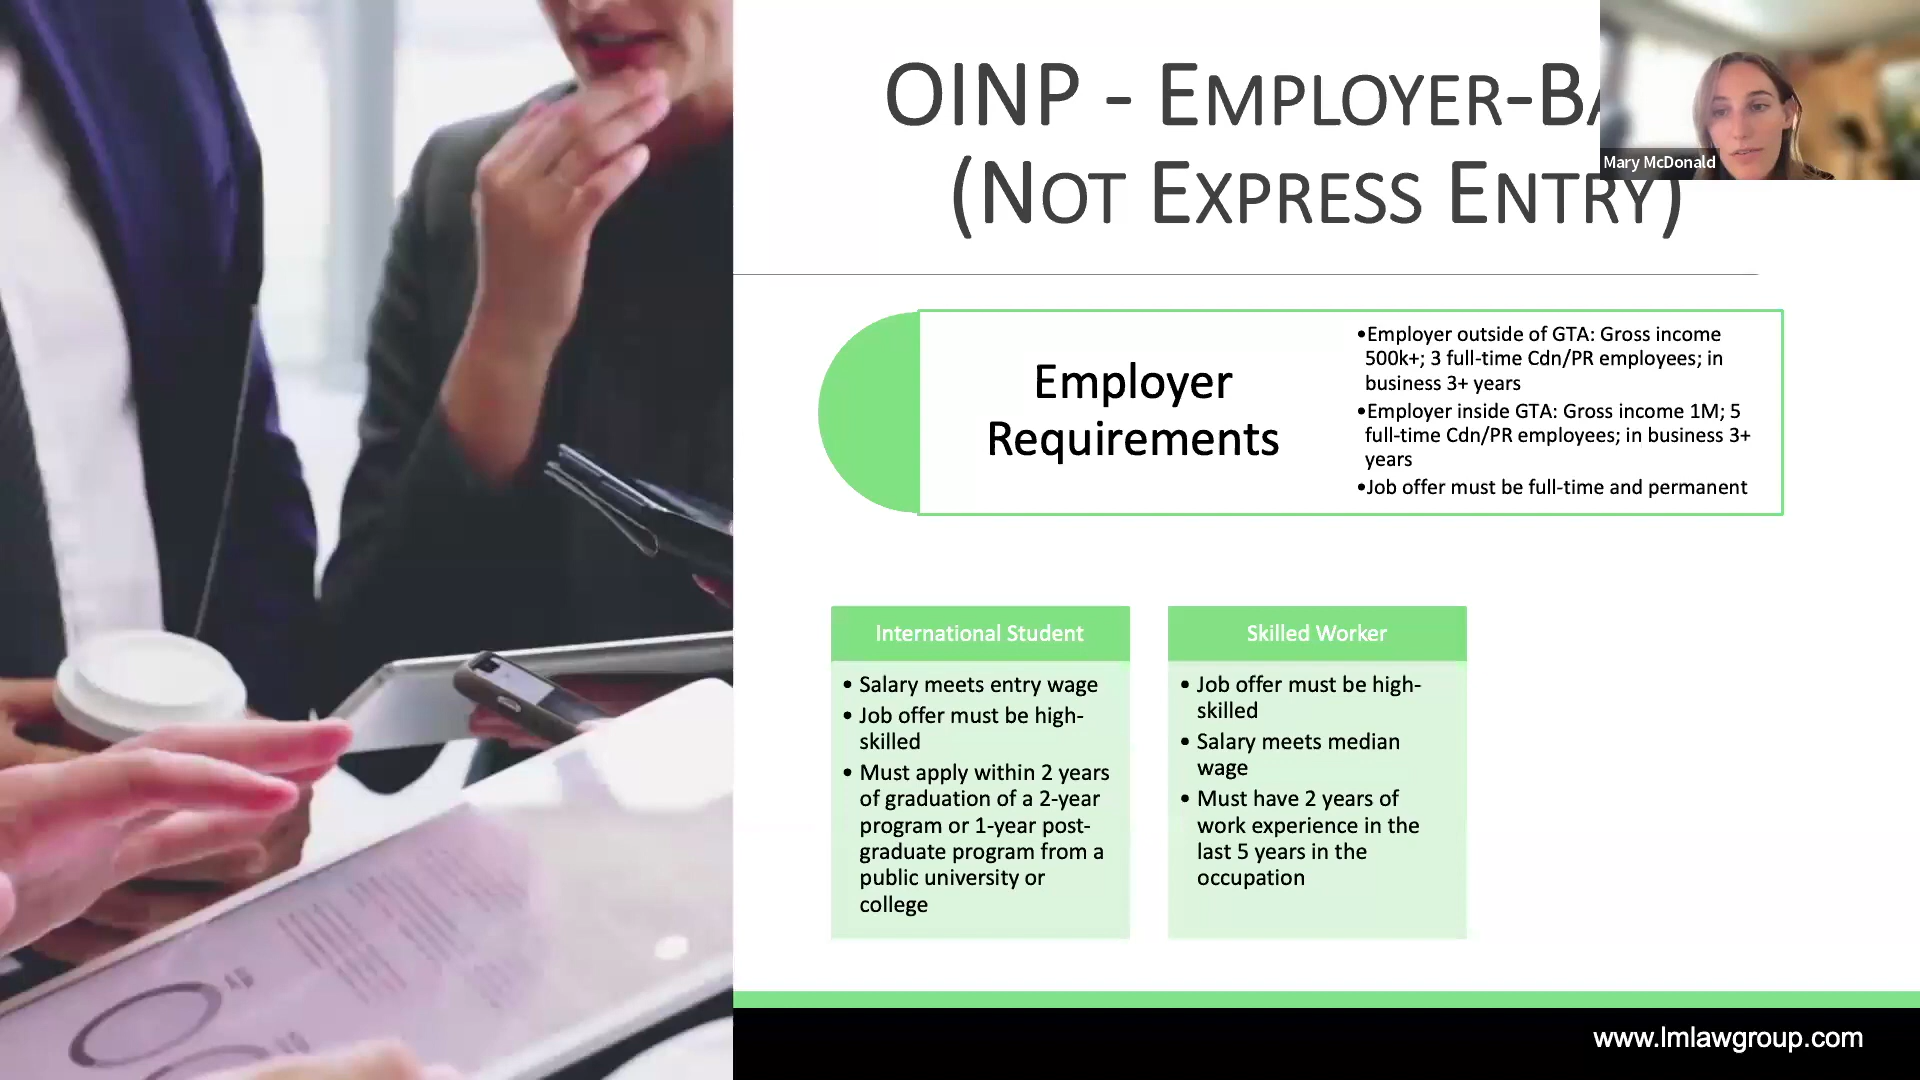 OINP - EMPLOYER-BA
(NOT EXPRESS ENTRY)
Mary McDonald
Employer
Requirements
•Employer outside of GTA: Gross income
500k+; 3 full-time Cdn/PR employees; in
business 3+ years
•Employer inside GTA: Gross income 1M; 5
full-time Cdn/PR employees; in business 3+
years
•Job offer must be full-time and permanent
International Student
• Salary meets entry wage
• Job offer must be high-
skilled
• Must apply within 2 years
of graduation of a 2-year
program or 1-year post-
graduate program from a
public university or
college
Skilled Worker
• Job offer must be high-
skilled
• Salary meets median
wage
• Must have 2 years of
work experience in the
last 5 years in the
occupation
www.lmlawgroup.com